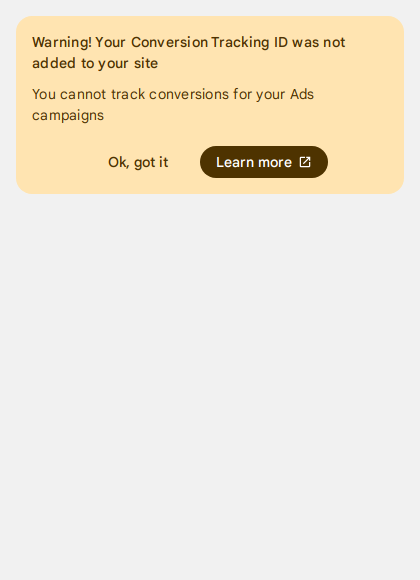 Warning! Your Conversion Tracking ID was not
added to your site
You cannot track conversions for your Ads
campaigns
Ok, got it
Learn more